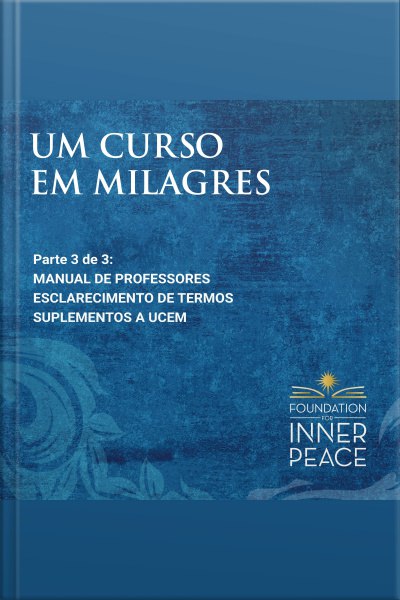 UM CURSO
EM MILAGRES
Parte 3 de 3:
MANUAL DE PROFESSORES
ESCLARECIMENTO DE TERMOS
SUPLEMENTOS A UCEM
FOUNDATION
FOR
INNER
PEACE